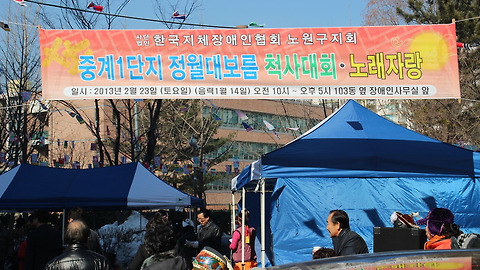 사단법인 한국지체장애인협회 노원구지회
중계1단지 정월대보름 척사대회·노래자랑
일시 : 2013년 2월 23일 (토요일) (음력1월 14일) 오전 10시 ~ 오후 5시 103동 옆 장애인사무실 앞